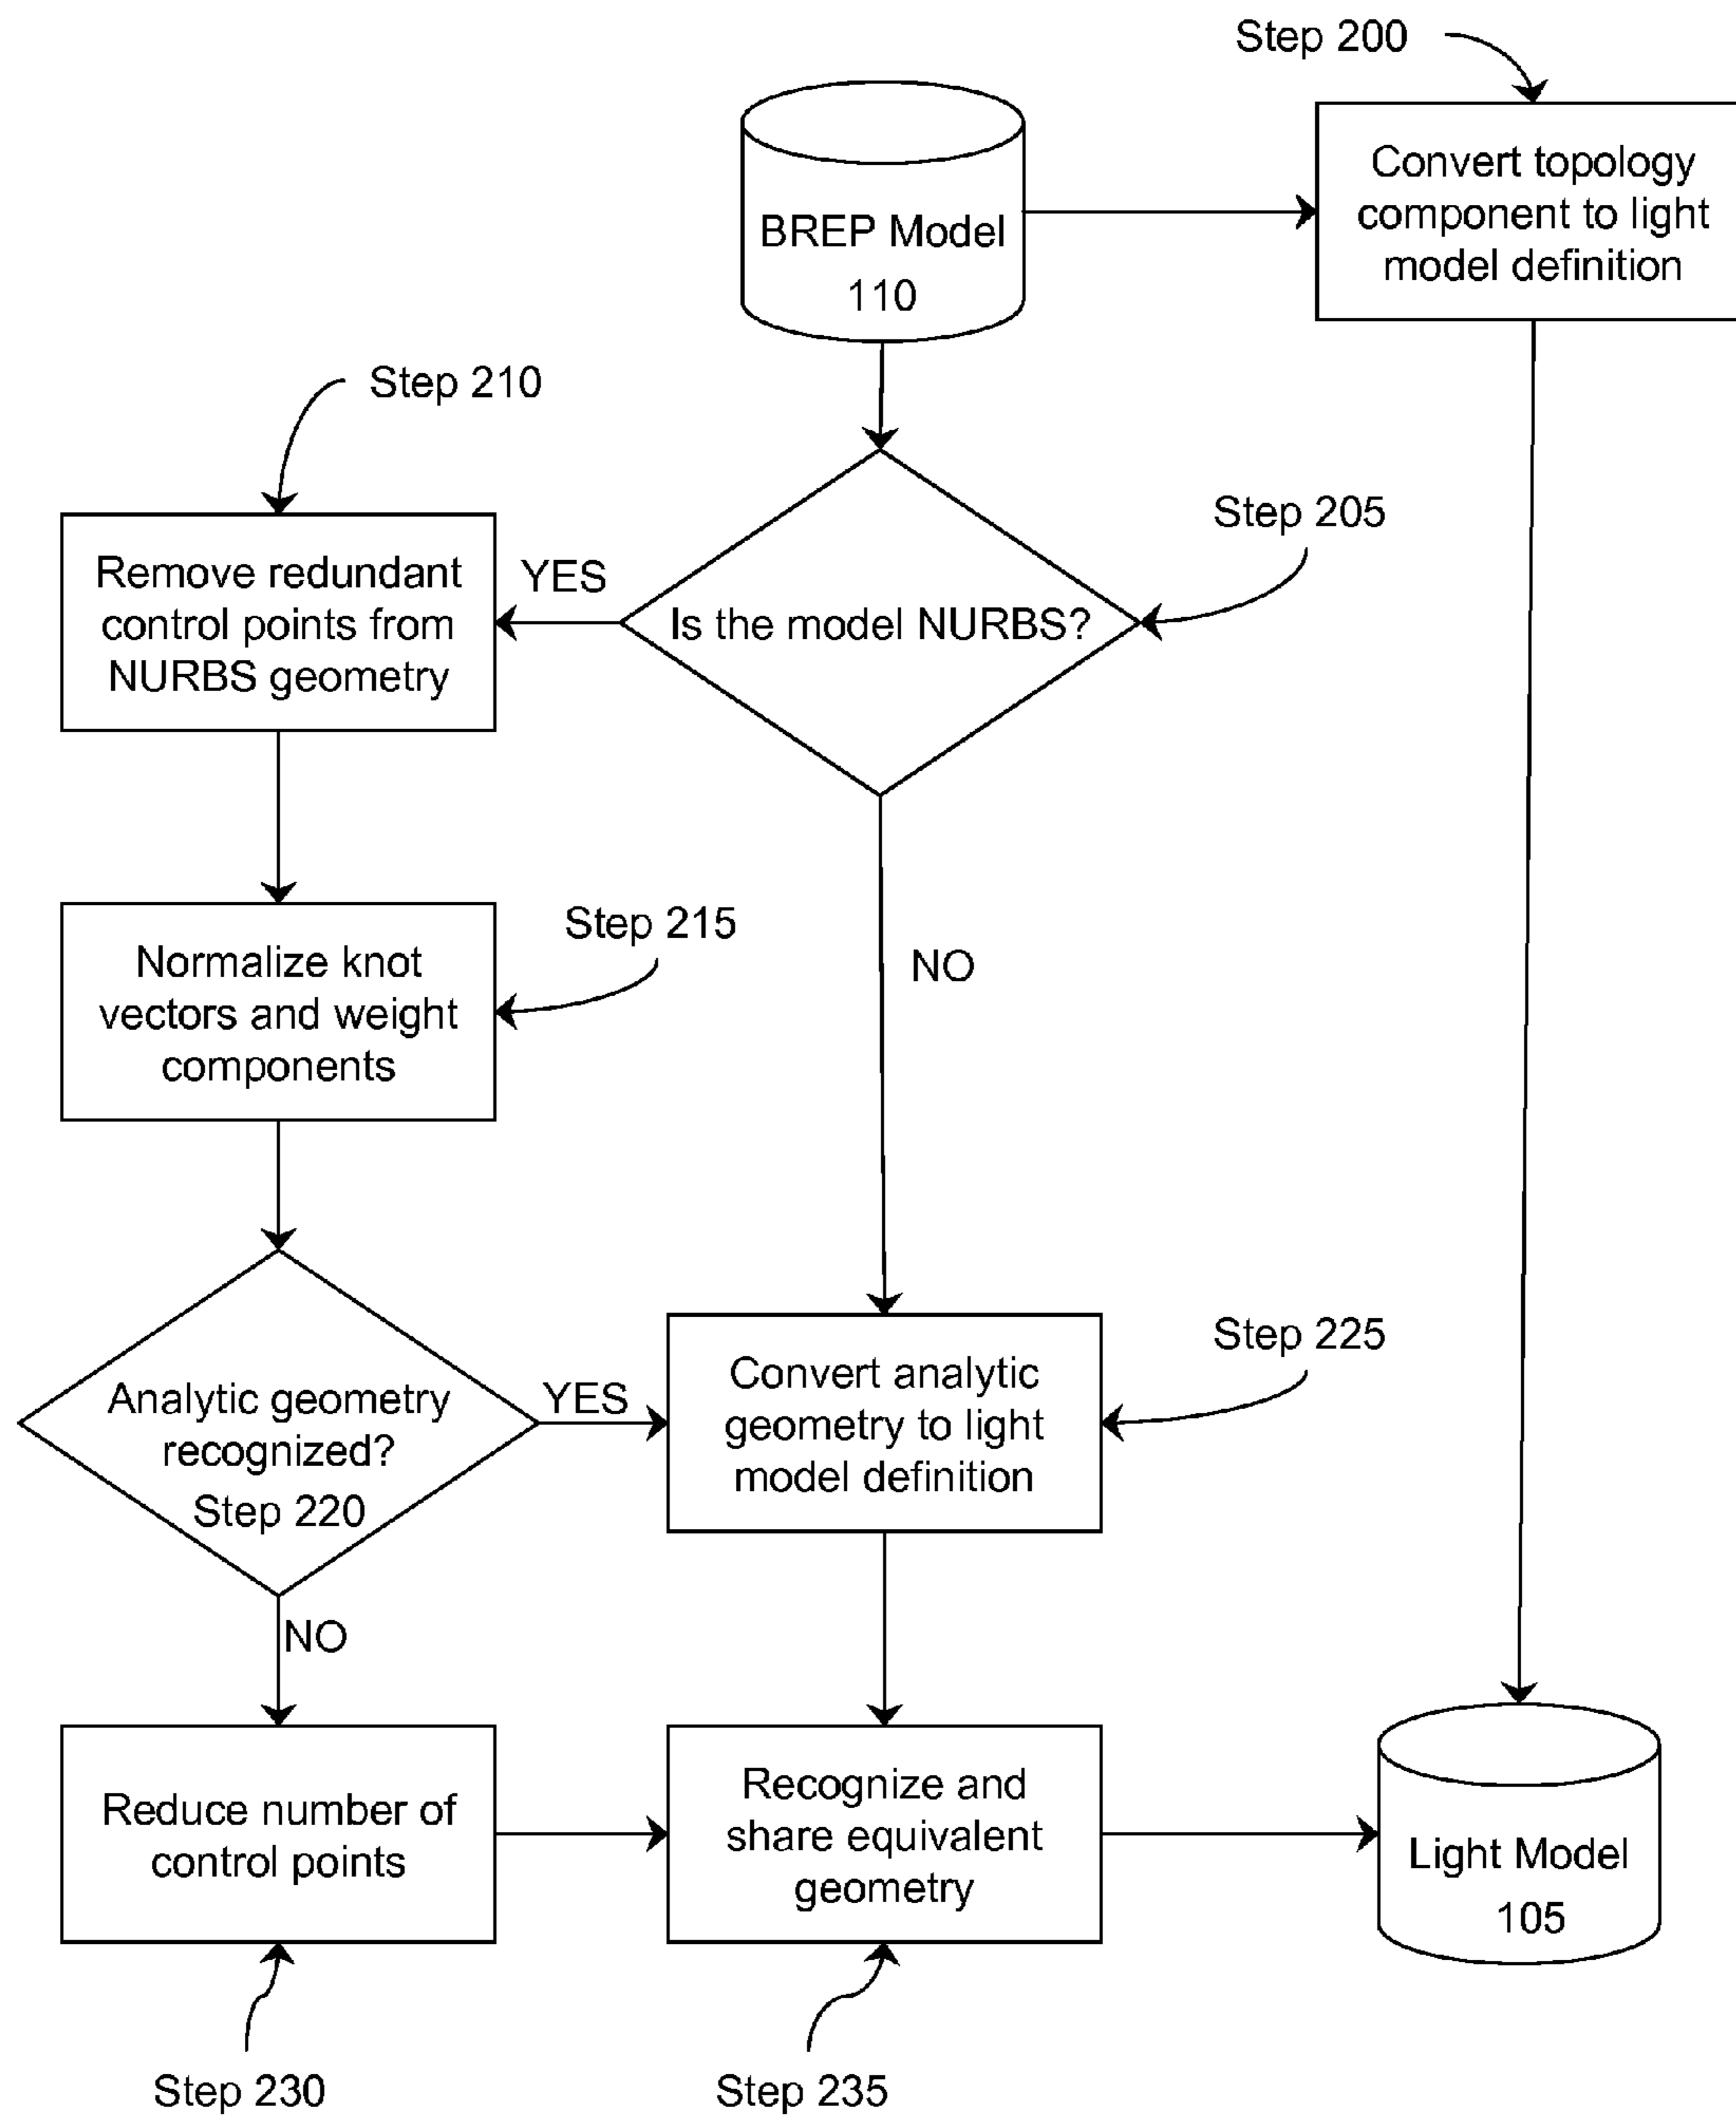 Step 200
Convert topology
component to light
model definition
BREP Model
110
Step 210
Step 205
Remove redundant
control points from
NURBS geometry
YES
Is the model NURBS?
Step 215
Normalize knot
vectors and weight
components
NO
Step 225
Analytic geometry
recognized?
Step 220
YES
Convert analytic
geometry to light
model definition
NO
Reduce number of
control points
Recognize and
share equivalent
geometry
Light Model
105
Step 230
Step 235